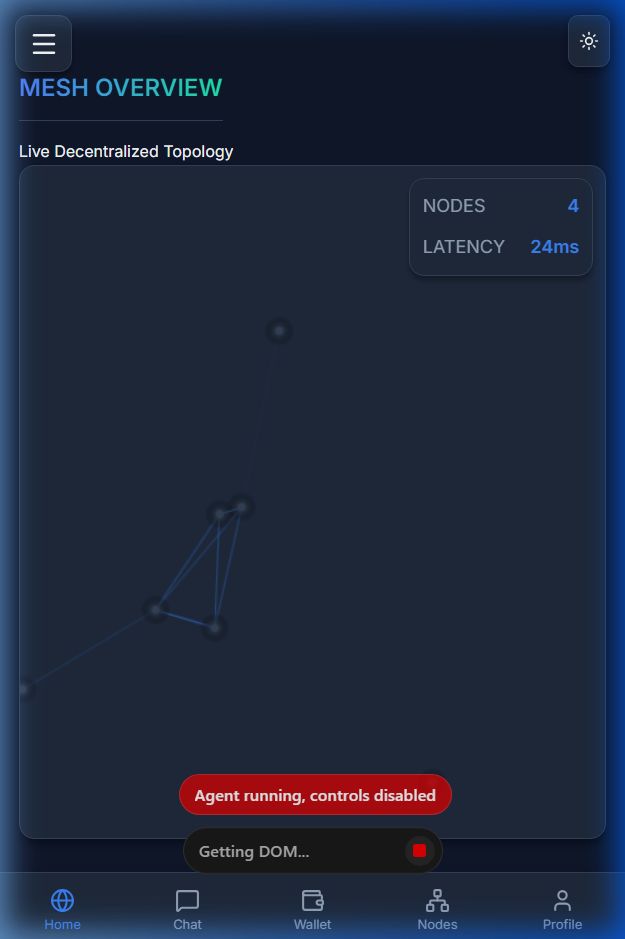 MESH OVERVIEW
Live Decentralized Topology
NODES 4
LATENCY 24ms
Agent running, controls disabled
Getting DOM...
Home Chat Wallet Nodes Profile